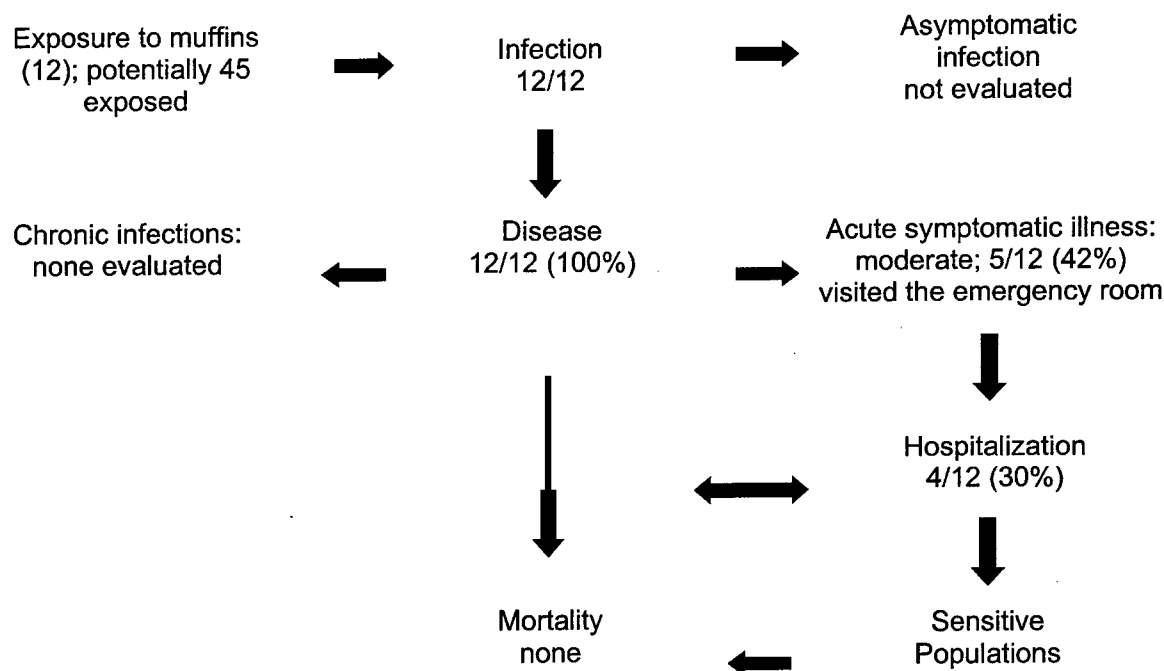 Exposure to muffins
(12); potentially 45
exposed
Infection
12/12
Asymptomatic
infection
not evaluated
Chronic infections:
none evaluated
Disease
12/12 (100%)
Acute symptomatic illness:
moderate; 5/12 (42%)
visited the emergency room
Hospitalization
4/12 (30%)
Mortality
none
Sensitive
Populations